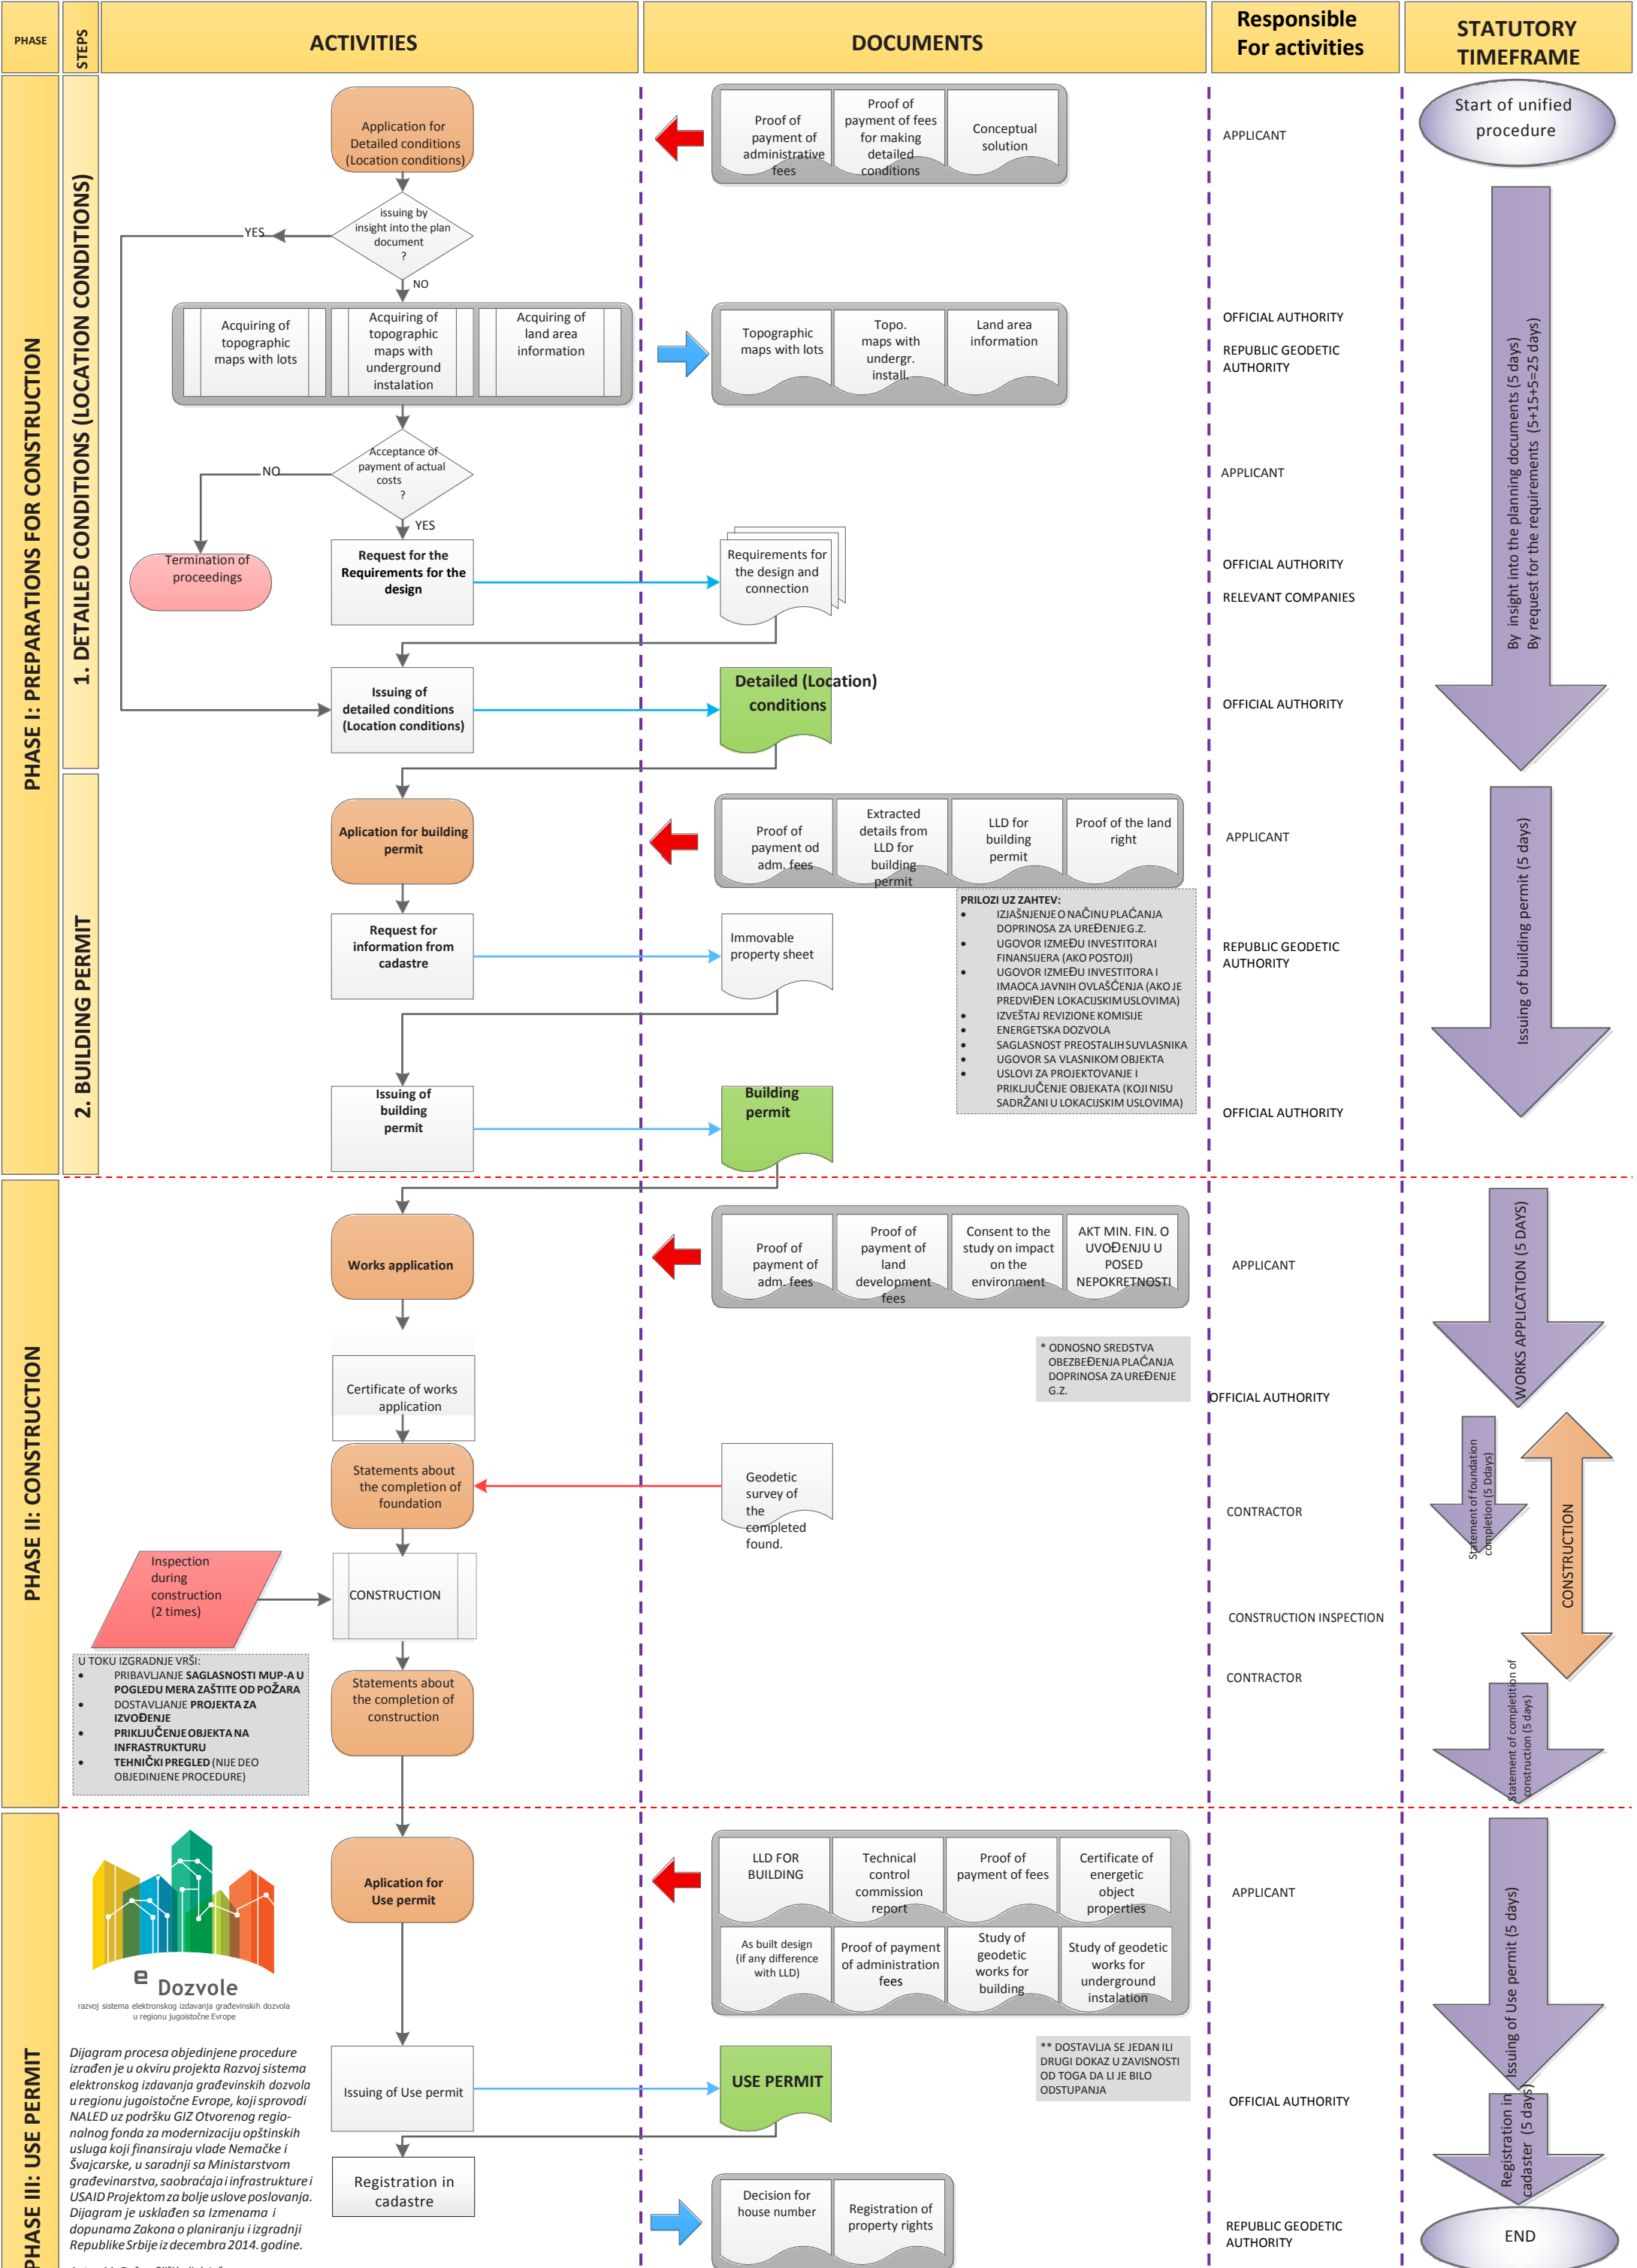 PHASE
STEPS
ACTIVITIES
DOCUMENTS
Responsible
For activities
STATUTORY
TIMEFRAME
PHASE I: PREPARATIONS FOR CONSTRUCTION
1. DETAILED CONDITIONS (LOCATION CONDITIONS)
Application for
Detailed conditions
(Location conditions)
Proof of
payment of
administrative
fees
Proof of
payment of fees
for making
detailed
conditions
Conceptual
solution
APPLICANT
Start of unified
procedure
issuing by
insight into the plan
document
?
YES
NO
Acquiring of
topographic
maps with lots
Acquiring of
topographic
maps with
underground
instalation
Acquiring of
land area
information
Topographic
maps with lots
Topo.
maps with
undergr.
install.
Land area
information
OFFICIAL AUTHORITY
REPUBLIC GEODETIC
AUTHORITY
By insight into the planning documents (5 days)
By request for the requirements (5+15+5=25 days)
Acceptance of
payment of actual
costs
?
NO
YES
APPLICANT
Termination of
proceedings
Request for the
Requirements for the
design
Requirements for
the design and
connection
OFFICIAL AUTHORITY
RELEVANT COMPANIES
Issuing of
detailed conditions
(Location conditions)
Detailed (Location)
conditions
OFFICIAL AUTHORITY
2. BUILDING PERMIT
Aplication for building
permit
Proof of
payment od
adm. fees
Extracted
details from
LLD for
building
permit
LLD for
building
permit
Proof of the land
right
APPLICANT
Issuing of building permit (5 days)
Request for
information from
cadastre
Immovable
property sheet
PRILOZI UZ ZAHTEV:
• IZJAŠNJENJE O NAČINU PLAĆANJA
DOPRINOSA ZA UREĐENJE G.Z.
• UGOVOR IZMEĐU INVESTITORA I
FINANSIJERA (AKO POSTOJI)
• UGOVOR IZMEĐU INVESTITORA I
IMAOCA JAVNIH OVLAŠĆENJA (AKO JE
PREDVIĐEN LOKACIJSKIM USLOVIMA)
• IZVEŠTAJ REVIZIONE KOMISIJE
• ENERGETSKA DOZVOLA
• SAGLASNOST PREOSTALIH SUVLASNIKA
• UGOVOR SA VLASNIKOM OBJEKTA
• USLOVI ZA PROJEKTOVANJE I
PRIKLJUČENJE OBJEKATA (KOJI NISU
SADRŽANI U LOKACIJSKIM USLOVIMA)
REPUBLIC GEODETIC
AUTHORITY
Issuing of
building
permit
Building
permit
OFFICIAL AUTHORITY
PHASE II: CONSTRUCTION
Works application
Proof of
payment of
adm. fees
Proof of
payment of
land
development
fees
Consent to the
study on impact
on the
environment
AKT MIN. FIN. O
UVOĐENJU U
POSED
NEPOKRETNOSTI
APPLICANT
WORKS APPLICATION (5 DAYS)
* ODNOSNO SREDSTVA
OBEZBEĐENJA PLAĆANJA
DOPRINOSA ZA UREĐENJE
G.Z.
Certificate of works
application
OFFICIAL AUTHORITY
Statements about
the completion of
foundation
Geodetic
survey of
the
completed
found.
CONTRACTOR
Statement of foundation
completion (5 Ddays)
CONSTRUCTION
Inspection
during
construction
(2 times)
CONSTRUCTION
CONSTRUCTION INSPECTION
U TOKU IZGRADNJE VRŠI:
• PRIBAVLJANJE SAGLASNOSTI MUP-A U
POGLEDU MERA ZAŠTITE OD POŽARA
• DOSTAVLJANJE PROJEKTA ZA
IZVOĐENJE
• PRIKLJUČENJE OBJEKTA NA
INFRASTRUKTURU
• TEHNIČKI PREGLED (NIJE DEO
OBJEDINJENE PROCEDURE)
Statements about
the completion of
construction
CONTRACTOR
Statement of completition of
construction (5 days)
PHASE III: USE PERMIT
Aplication for
Use permit
LLD FOR
BUILDING
Technical
control
commission
report
Proof of
payment of fees
Certificate of
energetic
object
properties
As built design
(if any difference
with LLD)
Proof of payment
of administration
fees
Study of
geodetic
works for
building
Study of geodetic
works for
underground
instalation
APPLICANT
Issuing of Use permit (5 days)
e Dozvole
razvoj sistema elektronskog izdavanja građevinskih dozvola
u regionu jugoistočne Evrope
Dijagram procesa objedinjene procedure
izrađen je u okviru projekta Razvoj sistema
elektronskog izdavanja građevinskih dozvola
u regionu jugoistočne Evrope, koji sprovodi
NALED uz podršku GIZ Otvorenog regio-
nalnog fonda za modernizaciju opštinskih
usluga koji finansiraju vlade Nemačke i
Švajcarske, u saradnji sa Ministarstvom
građevinarstva, saobraćaja i infrastrukture i
USAID Projektom za bolje uslove poslovanja.
Dijagram je usklađen sa Izmenama i
dopunama Zakona o planiranju i izgradnji
Republike Srbije iz decembra 2014. godine.
Issuing of Use permit
USE PERMIT
** DOSTAVLJA SE JEDAN ILI
DRUGI DOKAZ U ZAVISNOSTI
OD TOGA DA LI JE BILO
ODSTUPANJA
OFFICIAL AUTHORITY
Registration in
cadaster (5 days)
Registration in
cadastre
Decision for
house number
Registration of
property rights
REPUBLIC GEODETIC
AUTHORITY
END